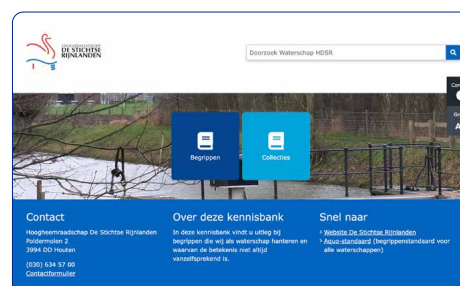 HOOGHEEMRAADSCHAP
DE STICHTSE
RIJNLANDEN
Doorzoek Waterschap HDSR
Con
Gr
A
Begrippen
Collecties
Contact
Hoogheemraadschap De Stichtse Rijnlanden
Poldermolen 2
3994 DD Houten
(030) 634 57 00
Contactformulier
Over deze kennisbank
In deze kennisbank vindt u uitleg bij
begrippen die wij als waterschap hanteren en
waarvan de betekenis niet altijd
vanzelfsprekend is.
Snel naar
› Website De Stichtse Rijnlanden
› Aquo-standaard (begrippenstandaard voor
alle waterschappen)